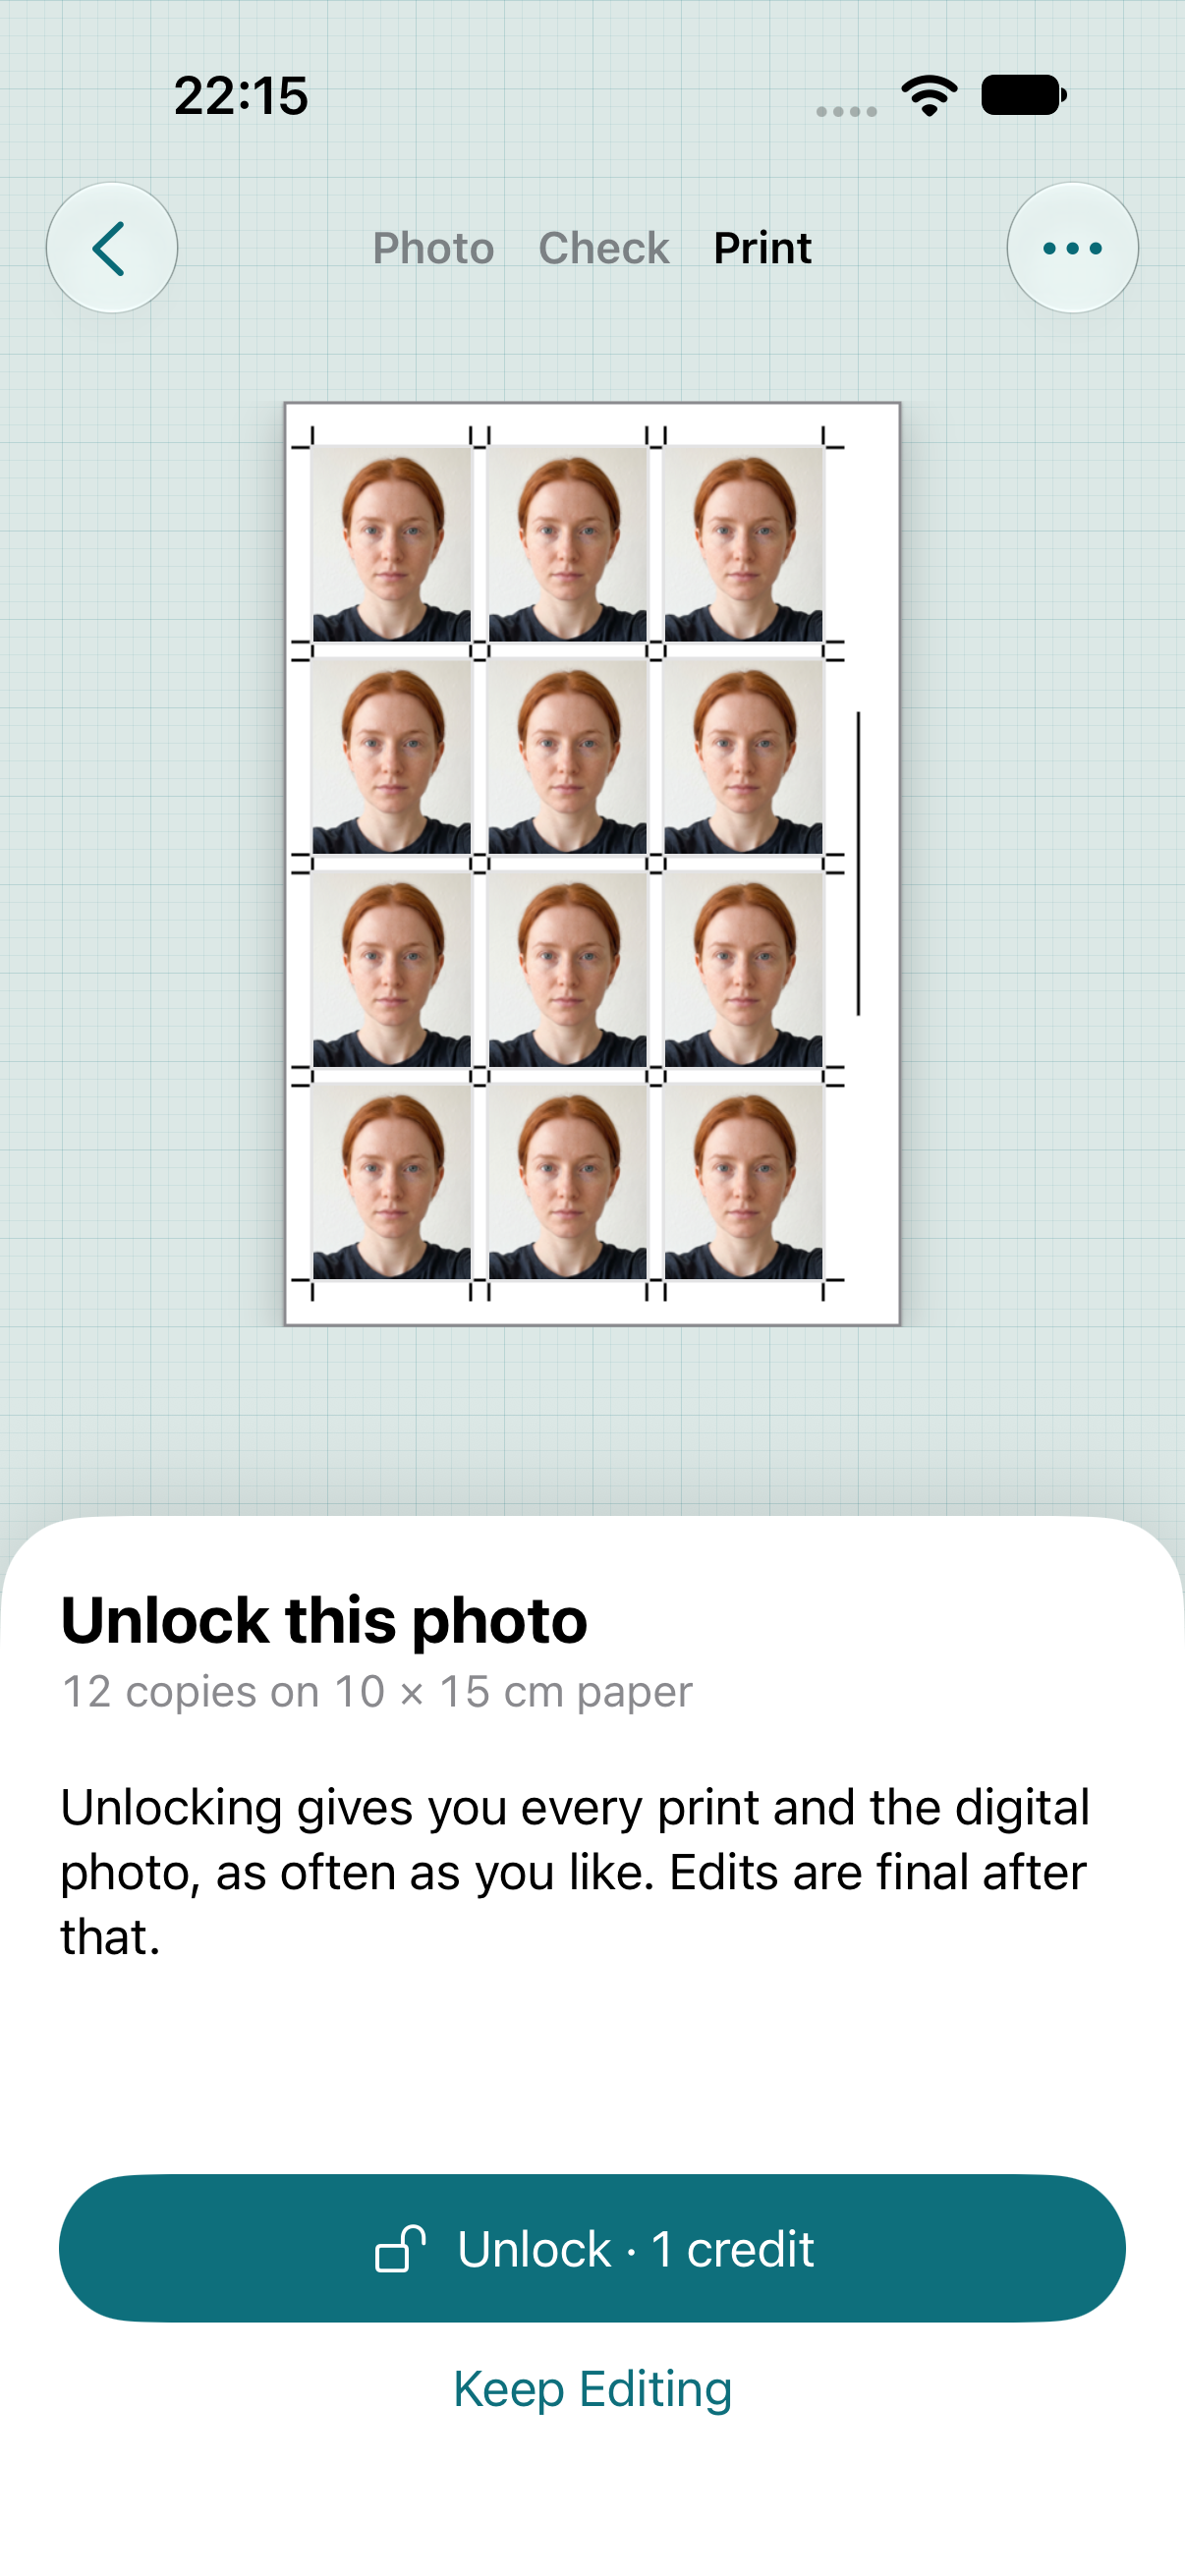 22:15
Photo Check Print
Unlock this photo
12 copies on 10 × 15 cm paper
Unlocking gives you every print and the digital
photo, as often as you like. Edits are final after
that.
Unlock · 1 credit
Keep Editing